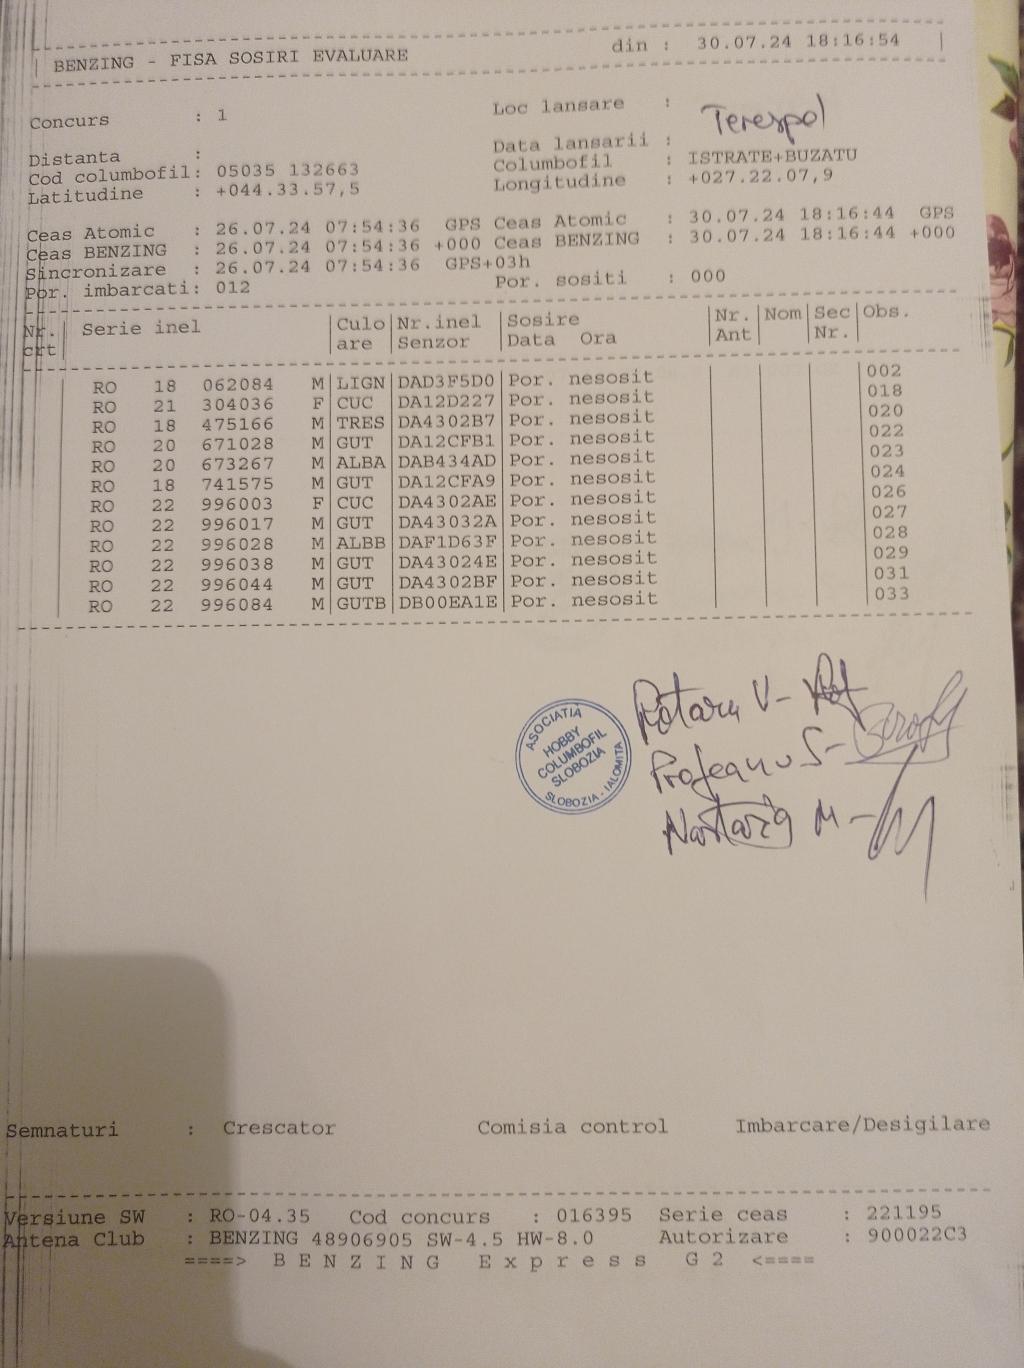 BENZING - FISA SOSIRI EVALUARE din : 30.07.24 18:16:54
Concurs : 1 Loc lansare : Terespol
Distanta : Data lansarii :
Cod columbofil: 05035 132663 Columbofil : ISTRATE+BUZATU
Latitudine : +044.33.57,5 Longitudine : +027.22.07,9
Ceas Atomic : 26.07.24 07:54:36 GPS Ceas Atomic : 30.07.24 18:16:44 GPS
Ceas BENZING : 26.07.24 07:54:36 +000 Ceas BENZING : 30.07.24 18:16:44 +000
Sincronizare : 26.07.24 07:54:36 GPS+03h
Por. imbarcati: 012 Por. sositi : 000
Nr. Serie inel Culo Nr.inel Sosire Nr. Nom Sec Obs.
crt are Senzor Data Ora Ant Nr.
RO 18 062084 M LIGN DAD3F5D0 Por. nesosit 002
RO 21 304036 F CUC DA12D227 Por. nesosit 018
RO 18 475166 M TRES DA4302B7 Por. nesosit 020
RO 20 671028 M GUT DA12CFB1 Por. nesosit 022
RO 20 673267 M ALBA DAB434AD Por. nesosit 023
RO 18 741575 M GUT DA12CFA9 Por. nesosit 024
RO 22 996003 F CUC DA4302AE Por. nesosit 026
RO 22 996017 M GUT DA43032A Por. nesosit 027
RO 22 996028 M ALBB DAF1D63F Por. nesosit 028
RO 22 996038 M GUT DA43024E Por. nesosit 029
RO 22 996044 M GUT DA4302BF Por. nesosit 031
RO 22 996084 M GUTB DB00EA1E Por. nesosit 033
ASOCIATIA
HOBBY
COLUMBOFIL
SLOBOZIA
SLOBOZIA - IALOMITA
Rotaru V-
Profeanu S-
M-
Semnaturi : Crescator Comisia control Imbarcare/Desigilare
Versiune SW : RO-04.35 Cod concurs : 016395 Serie ceas : 221195
Antena Club : BENZING 48906905 SW-4.5 HW-8.0 Autorizare : 900022C3
====> B E N Z I N G E x p r e s s G 2 <====